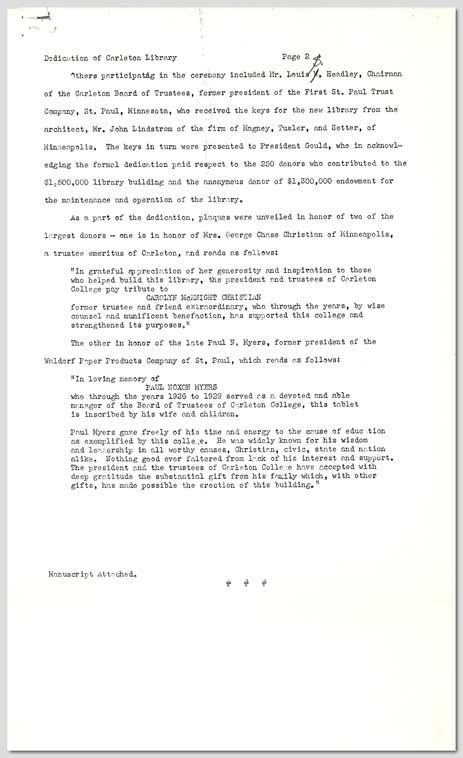 Dedication of Carleton Library Page 2
Others participating in the ceremony included Mr. Louis W. Headley, Chairman
of the Carleton Board of Trustees, former president of the First St. Paul Trust
Company, St. Paul, Minnesota, who received the keys for the new library from the
architect, Mr. John Lindstrom of the firm of Magney, Tusler, and Setter, of
Minneapolis. The keys in turn were presented to President Gould, who in acknowl-
edging the formal dedication paid respect to the 250 donors who contributed to the
$1,500,000 library building and the anonymous donor of $1,300,000 endowment for
the maintenance and operation of the library.
As a part of the dedication, plaques were unveiled in honor of two of the
largest donors - one is in honor of Mrs. George Chase Christian of Minneapolis,
a trustee emeritus of Carleton, and reads as follows:
"In grateful appreciation of her generosity and inspiration to those
who helped build this library, the president and trustees of Carleton
College pay tribute to
CAROLYN McKNIGHT CHRISTIAN
former trustee and friend extraordinary, who through the years, by wise
counsel and munificent benefaction, has supported this college and
strengthened its purposes."
The other in honor of the late Paul N. Myers, former president of the
Waldorf Paper Products Company of St. Paul, which reads as follows:
"In loving memory of
PAUL NOXON MYERS
who through the years 1926 to 1929 served as a devoted and able
manager of the Board of Trustees of Carleton College, this tablet
is inscribed by his wife and children.
Paul Myers gave freely of his time and energy to the cause of education
as exemplified by this college. He was widely known for his wisdom
and leadership in all worthy causes, Christian, civic, state and nation
alike. Nothing good ever faltered from lack of his interest and support.
The president and the trustees of Carleton College have accepted with
deep gratitude the substantial gift from his family which, with other
gifts, has made possible the erection of this building."
Manuscript Attached.
# # #